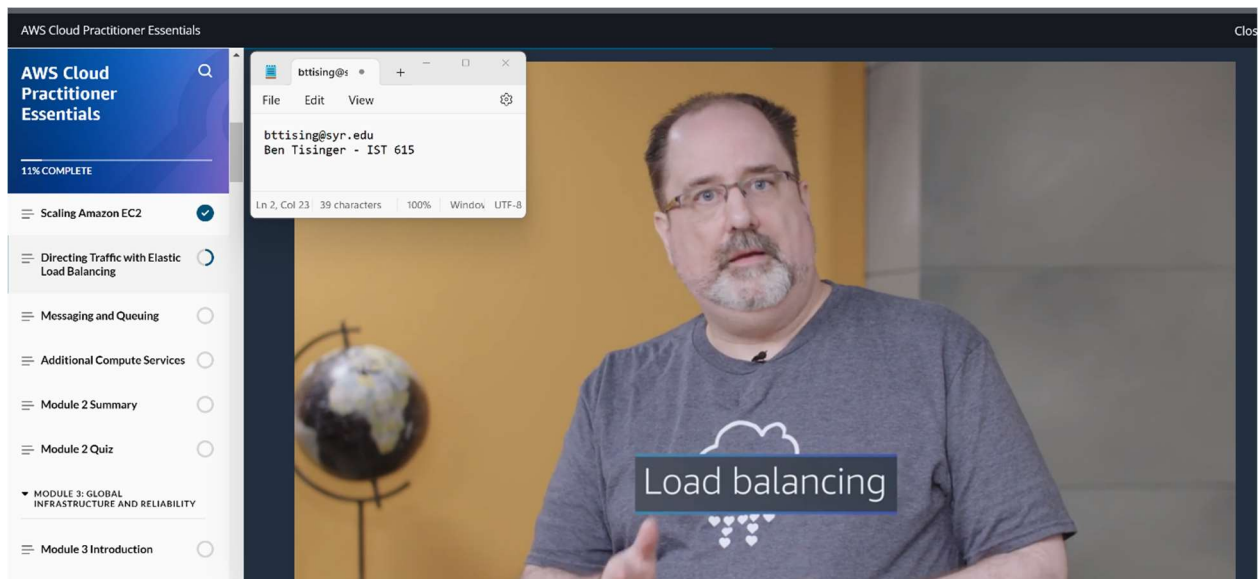 AWS Cloud Practitioner Essentials
Clos
AWS Cloud
Practitioner
Essentials
11% COMPLETE
Scaling Amazon EC2
Directing Traffic with Elastic
Load Balancing
Messaging and Queuing
Additional Compute Services
Module 2 Summary
Module 2 Quiz
MODULE 3: GLOBAL
INFRASTRUCTURE AND RELIABILITY
Module 3 Introduction
bttising@s
File Edit View
bttising@syr.edu
Ben Tisinger - IST 615
Ln 2, Col 23 39 characters 100% Window UTF-8
Load balancing